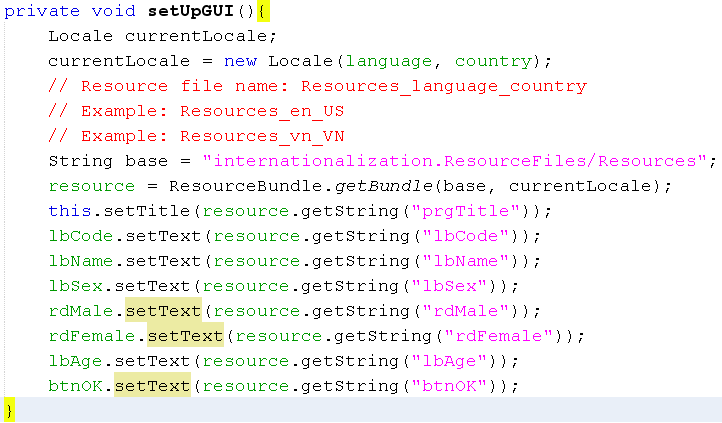 private void setUpGUI(){
    Locale currentLocale;
    currentLocale = new Locale(language, country);
    // Resource file name: Resources_language_country
    // Example: Resources_en_US
    // Example: Resources_vn_VN
    String base = "internationalization.ResourceFiles/Resources";
    resource = ResourceBundle.getBundle(base, currentLocale);
    this.setTitle(resource.getString("prgTitle"));
    lbCode.setText(resource.getString("lbCode"));
    lbName.setText(resource.getString("lbName"));
    lbSex.setText(resource.getString("lbSex"));
    rdMale.setText(resource.getString("rdMale"));
    rdFemale.setText(resource.getString("rdFemale"));
    lbAge.setText(resource.getString("lbAge"));
    btnOK.setText(resource.getString("btnOK"));
}